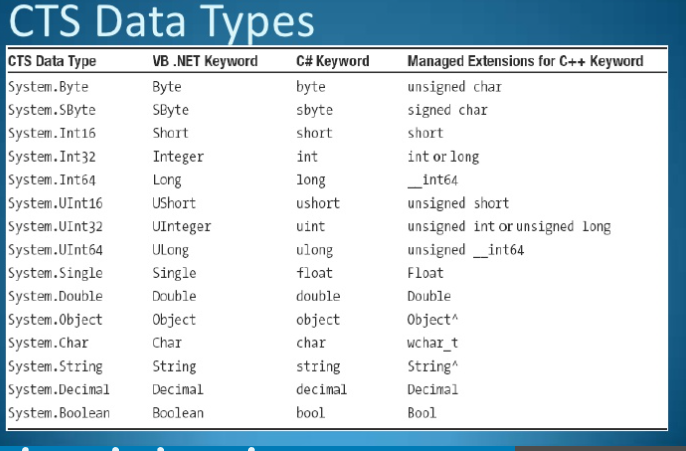 CTS Data Types
CTS Data Type VB .NET Keyword C# Keyword Managed Extensions for C++ Keyword
System.Byte Byte byte unsigned char
System.SByte SByte sbyte signed char
System.Int16 Short short short
System.Int32 Integer int int or long
System.Int64 Long long __int64
System.UInt16 UShort ushort unsigned short
System.UInt32 UInteger uint unsigned int or unsigned long
System.UInt64 ULong ulong unsigned __int64
System.Single Single float Float
System.Double Double double Double
System.Object Object object Object^
System.Char Char char wchar_t
System.String String string String^
System.Decimal Decimal decimal Decimal
System.Boolean Boolean bool Bool